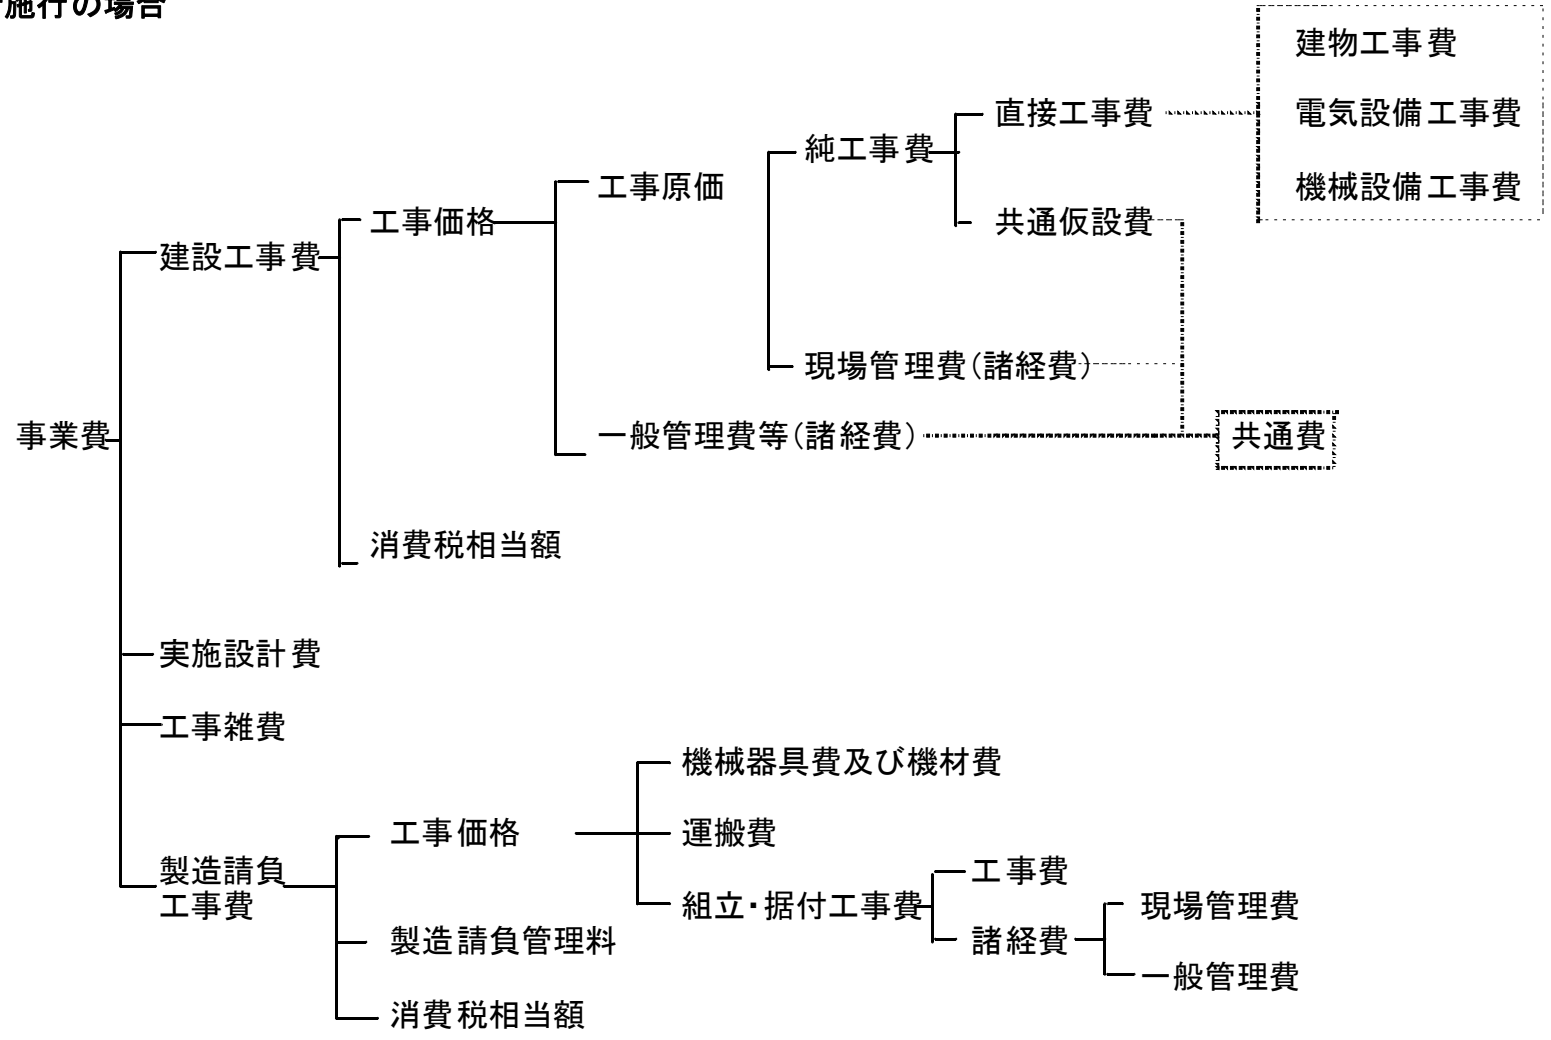 施行の場合
建物工事費
直接工事費
電気設備工事費
純工事費
工事原価
機械設備工事費
工事価格
共通仮設費
建設工事費
現場管理費(諸経費)
事業費
一般管理費等(諸経費)
共通費
消費税相当額
実施設計費
工事雑費
機械器具費及び機材費
工事価格
運搬費
製造請負
工事費
工事費
組立・据付工事費
現場管理費
製造請負管理料
諸経費
一般管理費
消費税相当額